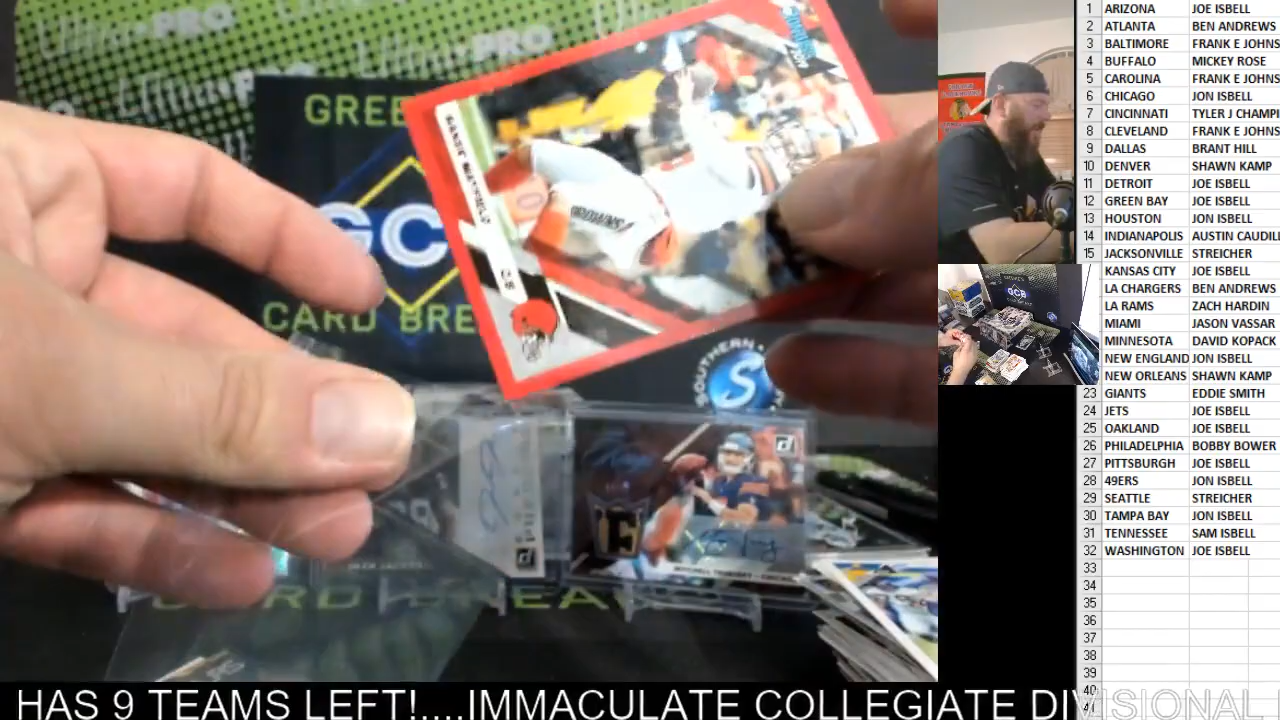 GREE
GCB
CARD BRE
BROWNS
SOUTHERN
S
CARD BREA
1 ARIZONA JOE ISBELL
2 ATLANTA BEN ANDREWS
3 BALTIMORE FRANK E JOHNS
4 BUFFALO MICKEY ROSE
5 CAROLINA FRANK E JOHNS
6 CHICAGO JON ISBELL
7 CINCINNATI TYLER J CHAMPI
8 CLEVELAND FRANK E JOHNS
9 DALLAS BRANT HILL
10 DENVER SHAWN KAMP
11 DETROIT JOE ISBELL
12 GREEN BAY JOE ISBELL
13 HOUSTON JON ISBELL
14 INDIANAPOLIS AUSTIN CAUDILL
15 JACKSONVILLE STREICHER
KANSAS CITY JOE ISBELL
LA CHARGERS BEN ANDREWS
LA RAMS ZACH HARDIN
MIAMI JASON VASSAR
MINNESOTA DAVID KOPACK
NEW ENGLAND JON ISBELL
NEW ORLEANS SHAWN KAMP
23 GIANTS EDDIE SMITH
24 JETS JOE ISBELL
25 OAKLAND JOE ISBELL
26 PHILADELPHIA BOBBY BOWER
27 PITTSBURGH JOE ISBELL
28 49ERS JON ISBELL
29 SEATTLE STREICHER
30 TAMPA BAY JON ISBELL
31 TENNESSEE SAM ISBELL
32 WASHINGTON JOE ISBELL
33
34
35
36
37
38
39
40
HAS 9 TEAMS LEFT!....IMMACULATE COLLEGIATE DIVISIONAL